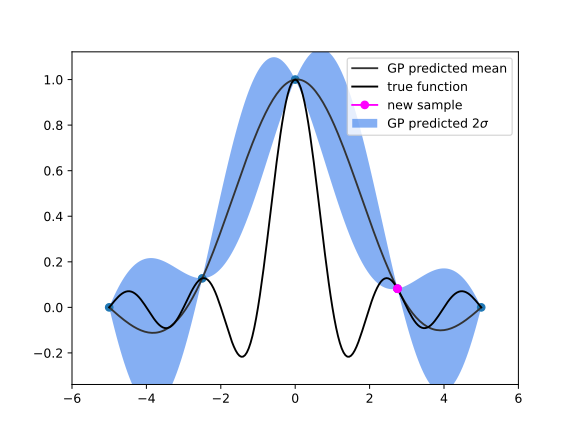 GP predicted mean
true function
new sample
GP predicted 2σ
1.0
0.8
0.6
0.4
0.2
0.0
−0.2
−6 −4 −2 0 2 4 6